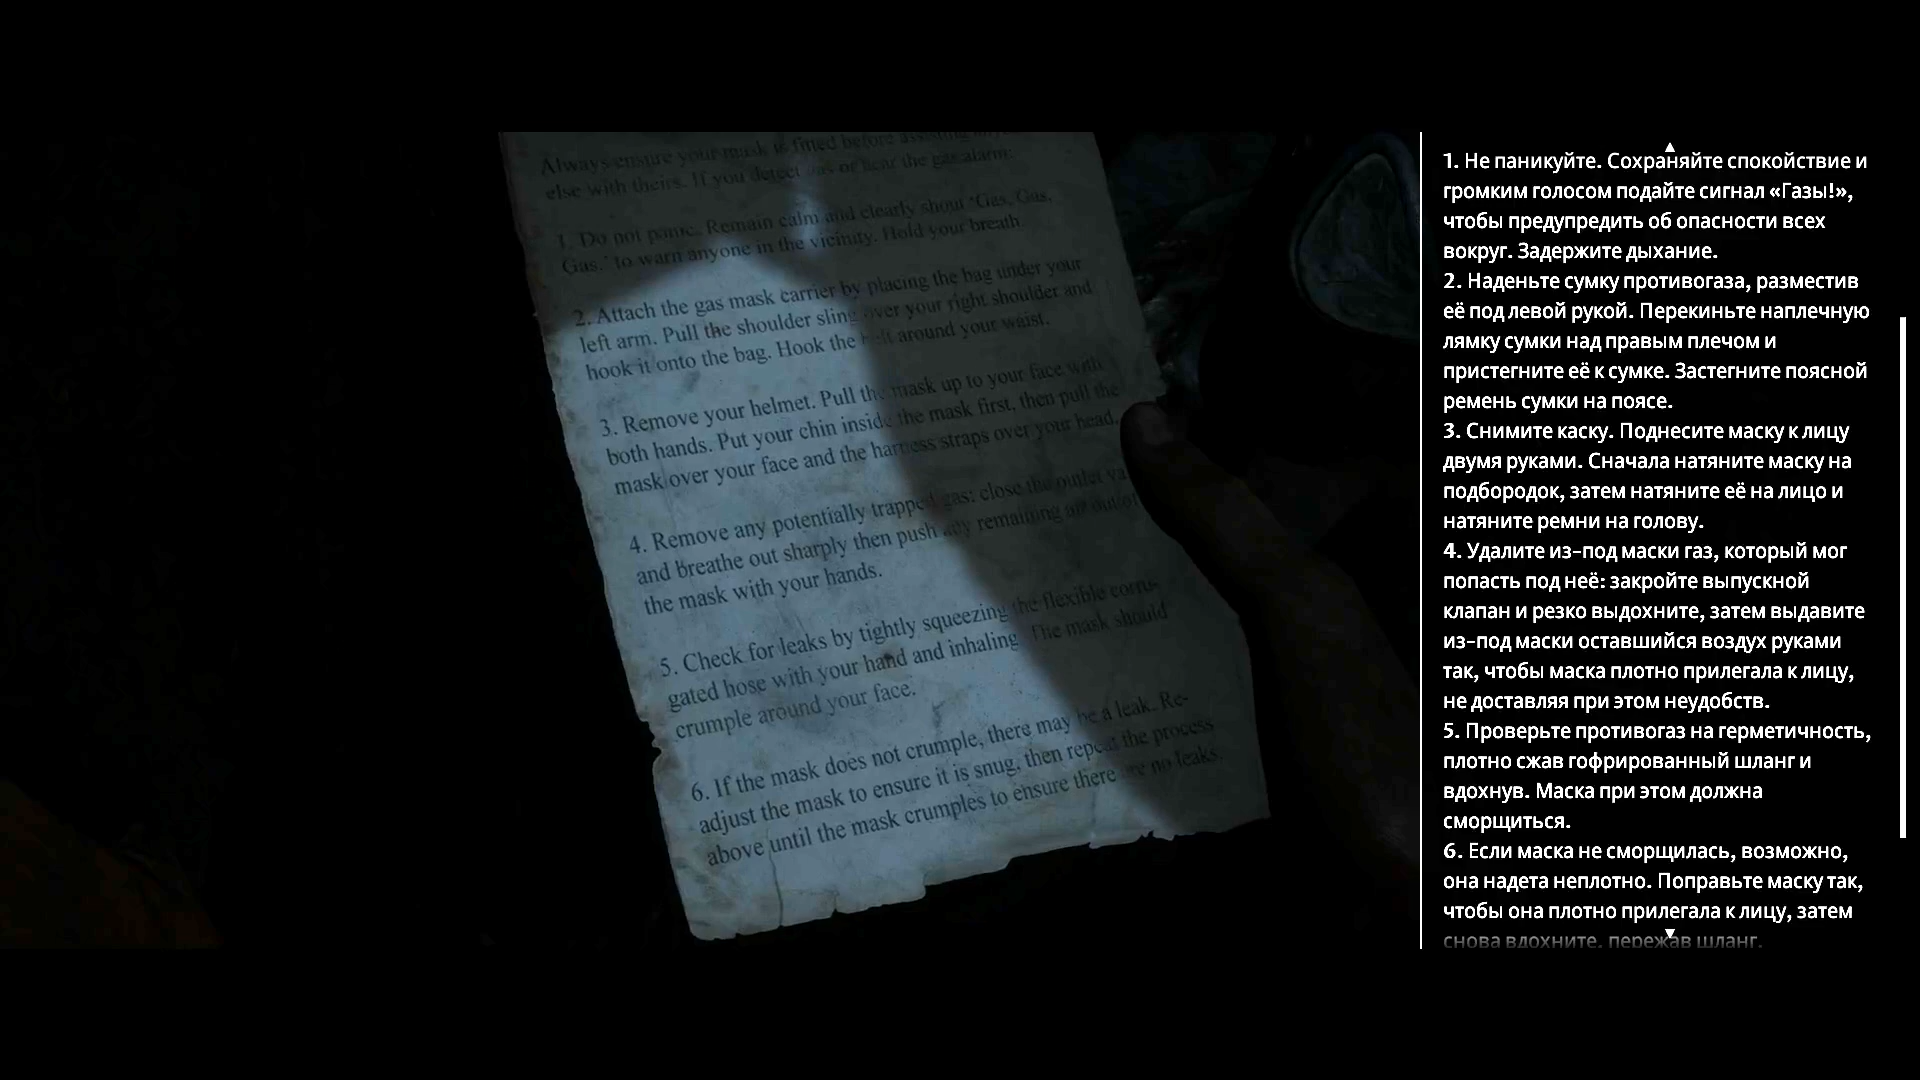 Always ensure your mask is fitted before assisting
else with theirs. If you detect gas or hear the gas alarm:
1. Do not panic. Remain calm and clearly shout 'Gas, Gas,
Gas,' to warn anyone in the vicinity. Hold your breath
2. Attach the gas mask carrier by placing the bag under your
left arm. Pull the shoulder sling over your right shoulder and
hook it onto the bag. Hook the belt around your waist.
3. Remove your helmet. Pull the mask up to your face with
both hands. Put your chin inside the mask first, then pull the
mask over your face and the harness straps over your head.
4. Remove any potentially trapped gas: close the outlet
and breathe out sharply then push any remaining air out of
the mask with your hands.
5. Check for leaks by tightly squeezing the flexible corru-
gated hose with your hand and inhaling. The mask should
crumple around your face.
6. If the mask does not crumple, there may be a leak. Re-
adjust the mask to ensure it is snug, then repeat the process
above until the mask crumples to ensure there are no leaks.
1. Не паникуйте. Сохраняйте спокойствие и
громким голосом подайте сигнал «Газы!»,
чтобы предупредить об опасности всех
вокруг. Задержите дыхание.
2. Наденьте сумку противогаза, разместив
её под левой рукой. Перекиньте наплечную
лямку сумки над правым плечом и
пристегните её к сумке. Застегните поясной
ремень сумки на поясе.
3. Снимите каску. Поднесите маску к лицу
двумя руками. Сначала натяните маску на
подбородок, затем натяните её на лицо и
натяните ремни на голову.
4. Удалите из-под маски газ, который мог
попасть под неё: закройте выпускной
клапан и резко выдохните, затем выдавите
из-под маски оставшийся воздух руками
так, чтобы маска плотно прилегала к лицу,
не доставляя при этом неудобств.
5. Проверьте противогаз на герметичность,
плотно сжав гофрированный шланг и
вдохнув. Маска при этом должна
сморщиться.
6. Если маска не сморщилась, возможно,
она надета неплотно. Поправьте маску так,
чтобы она плотно прилегала к лицу, затем
снова вдохните, пережав шланг.